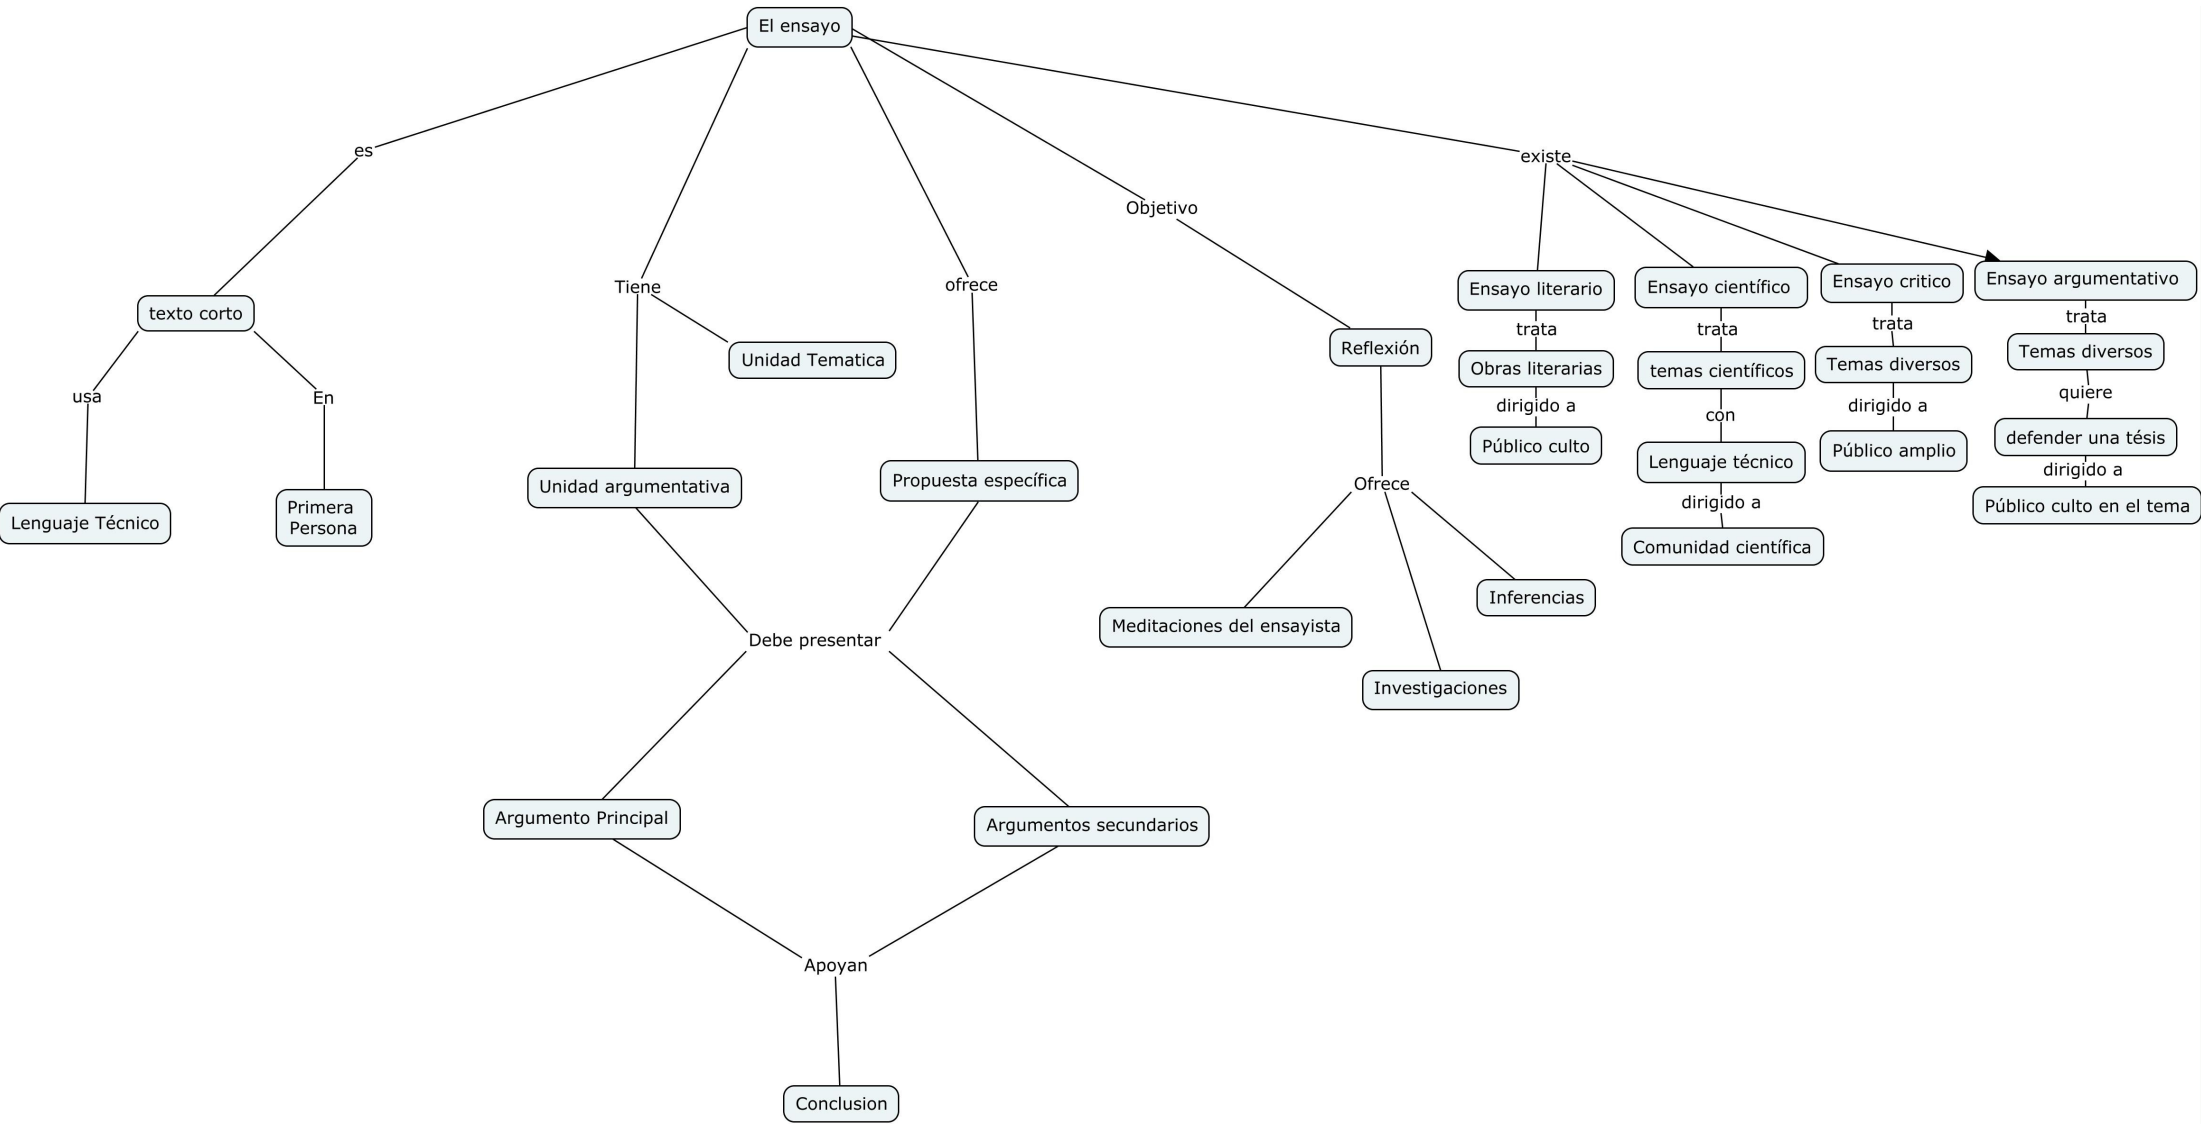 El ensayo
es
existe
Objetivo
Tiene
ofrece
texto corto
Unidad Tematica
Reflexión
usa
En
Unidad argumentativa
Propuesta específica
Ofrece
Lenguaje Técnico
Primera
Persona
Ensayo literario
trata
Obras literarias
dirigido a
Público culto
Ensayo científico
trata
temas científicos
con
Lenguaje técnico
dirigido a
Comunidad científica
Ensayo critico
trata
Temas diversos
dirigido a
Público amplio
Ensayo argumentativo
trata
Temas diversos
quiere
defender una tésis
dirigido a
Público culto en el tema
Meditaciones del ensayista
Inferencias
Investigaciones
Debe presentar
Argumento Principal
Argumentos secundarios
Apoyan
Conclusion